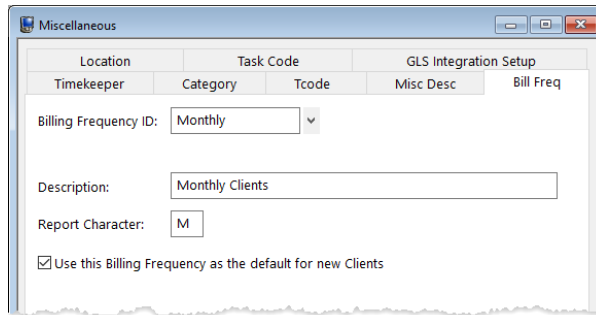 Miscellaneous
Location Task Code GLS Integration Setup
Timekeeper Category Tcode Misc Desc Bill Freq
Billing Frequency ID: Monthly
Description: Monthly Clients
Report Character: M
Use this Billing Frequency as the default for new Clients